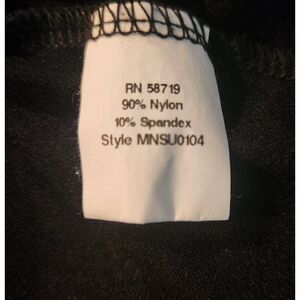 RN 58719
90% Nylon
10% Spandex
Style MNSU0104